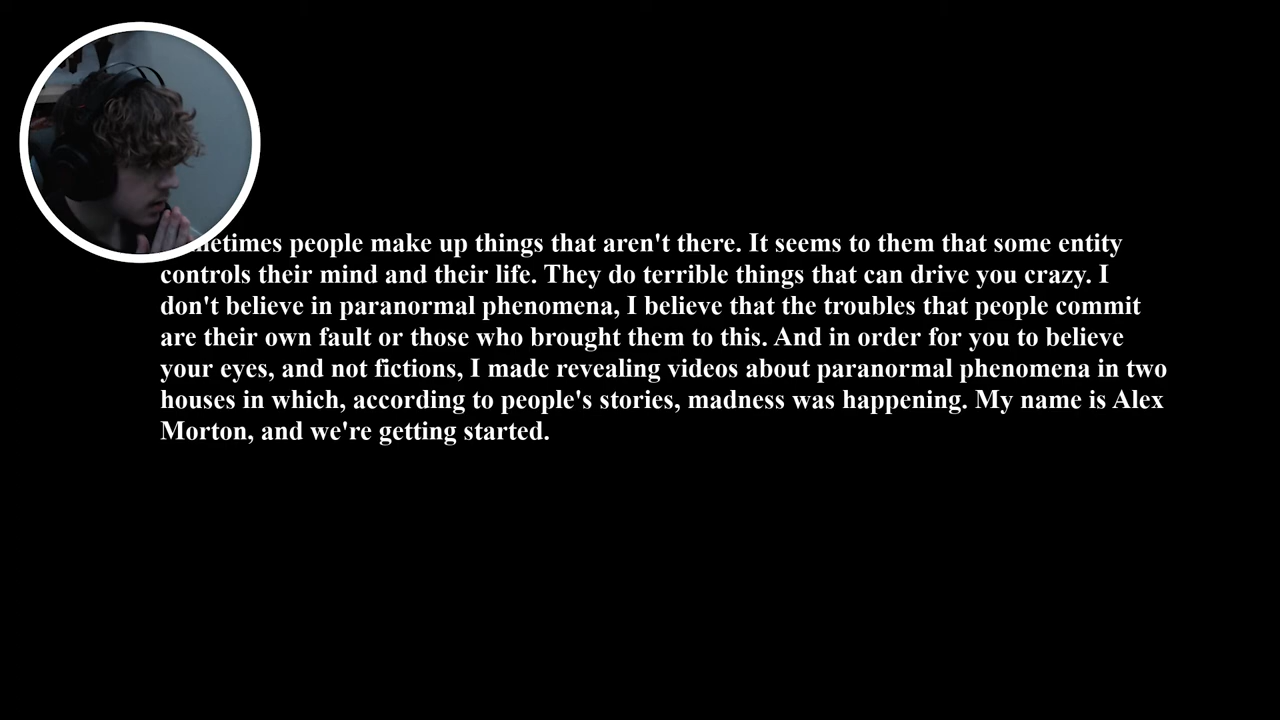 people make up things that aren't there. It seems to them that some entity
controls their mind and their life. They do terrible things that can drive you crazy. I
don't believe in paranormal phenomena, I believe that the troubles that people commit
are their own fault or those who brought them to this. And in order for you to believe
your eyes, and not fictions, I made revealing videos about paranormal phenomena in two
houses in which, according to people's stories, madness was happening. My name is Alex
Morton, and we're getting started.